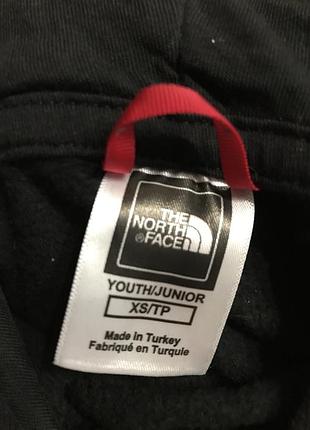 THE
NORTH
FACE
YOUTH/JUNIOR
XS/TP
Made in Turkey
Fabriqué en Turquie